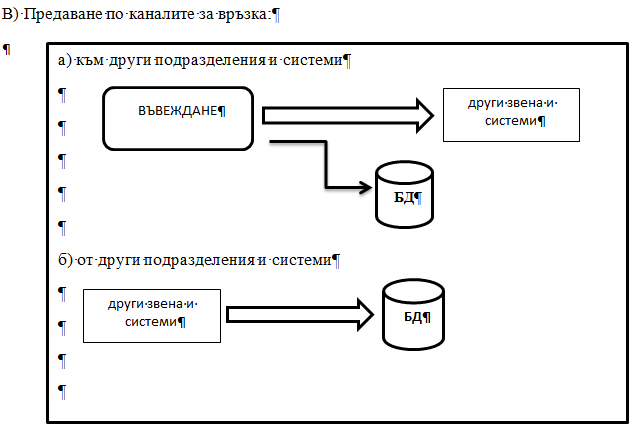 В) Предаване по каналите за връзка:¶
¶
а) към други подразделения и системи¶
¶
ВЪВЕЖДАНЕ¶
други звена и
системи¶
¶
¶
¶
БД¶
¶
б) от други подразделения и системи¶
¶
други звена и
системи¶
БД¶
¶
¶
¶